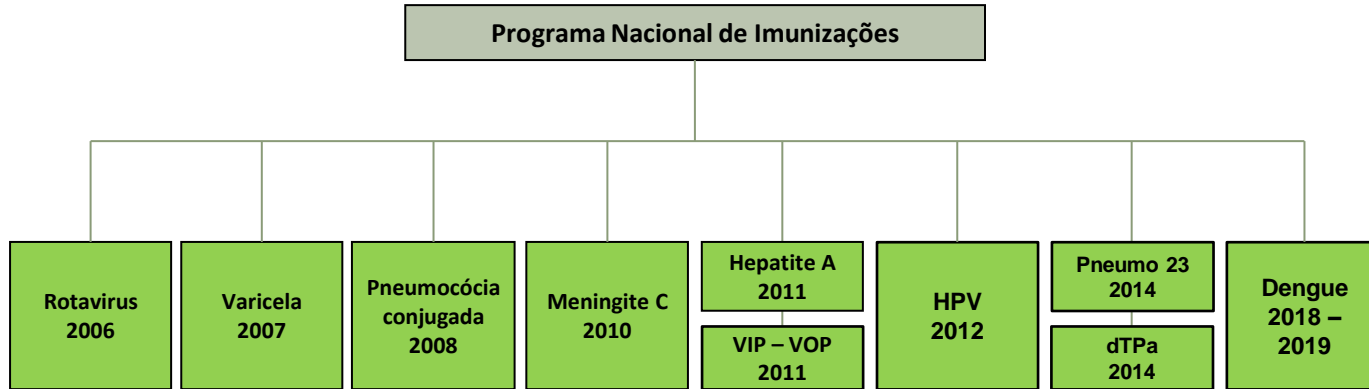 Programa Nacional de Imunizações
Rotavirus
2006
Varicela
2007
Pneumocócia
conjugada
2008
Meningite C
2010
Hepatite A
2011
VIP – VOP
2011
HPV
2012
Pneumo 23
2014
dTPa
2014
Dengue
2018 –
2019